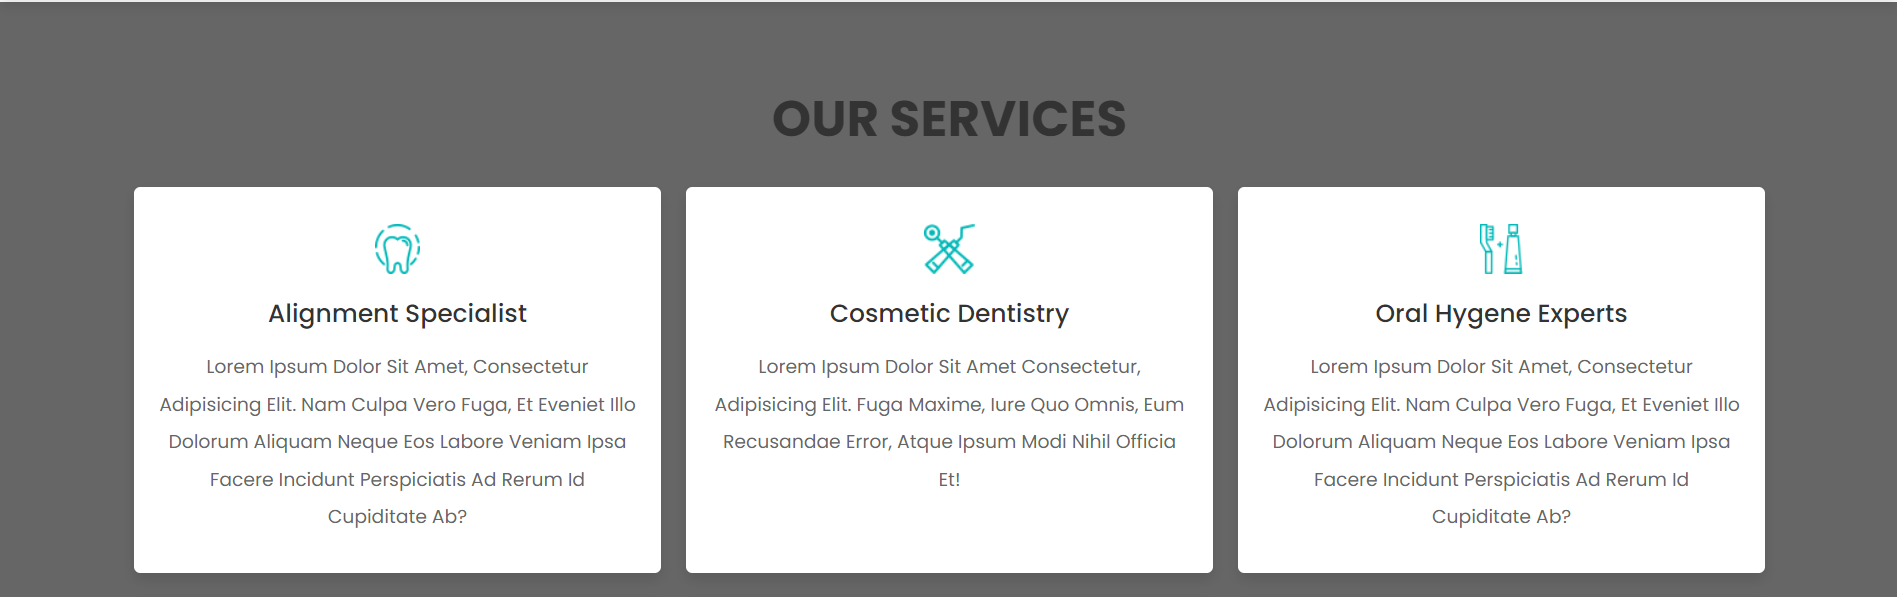 OUR SERVICES
Alignment Specialist
Lorem Ipsum Dolor Sit Amet, Consectetur
Adipisicing Elit. Nam Culpa Vero Fuga, Et Eveniet Illo
Dolorum Aliquam Neque Eos Labore Veniam Ipsa
Facere Incidunt Perspiciatis Ad Rerum Id
Cupiditate Ab?
Cosmetic Dentistry
Lorem Ipsum Dolor Sit Amet Consectetur,
Adipisicing Elit. Fuga Maxime, Iure Quo Omnis, Eum
Recusandae Error, Atque Ipsum Modi Nihil Officia
Et!
Oral Hygene Experts
Lorem Ipsum Dolor Sit Amet, Consectetur
Adipisicing Elit. Nam Culpa Vero Fuga, Et Eveniet Illo
Dolorum Aliquam Neque Eos Labore Veniam Ipsa
Facere Incidunt Perspiciatis Ad Rerum Id
Cupiditate Ab?